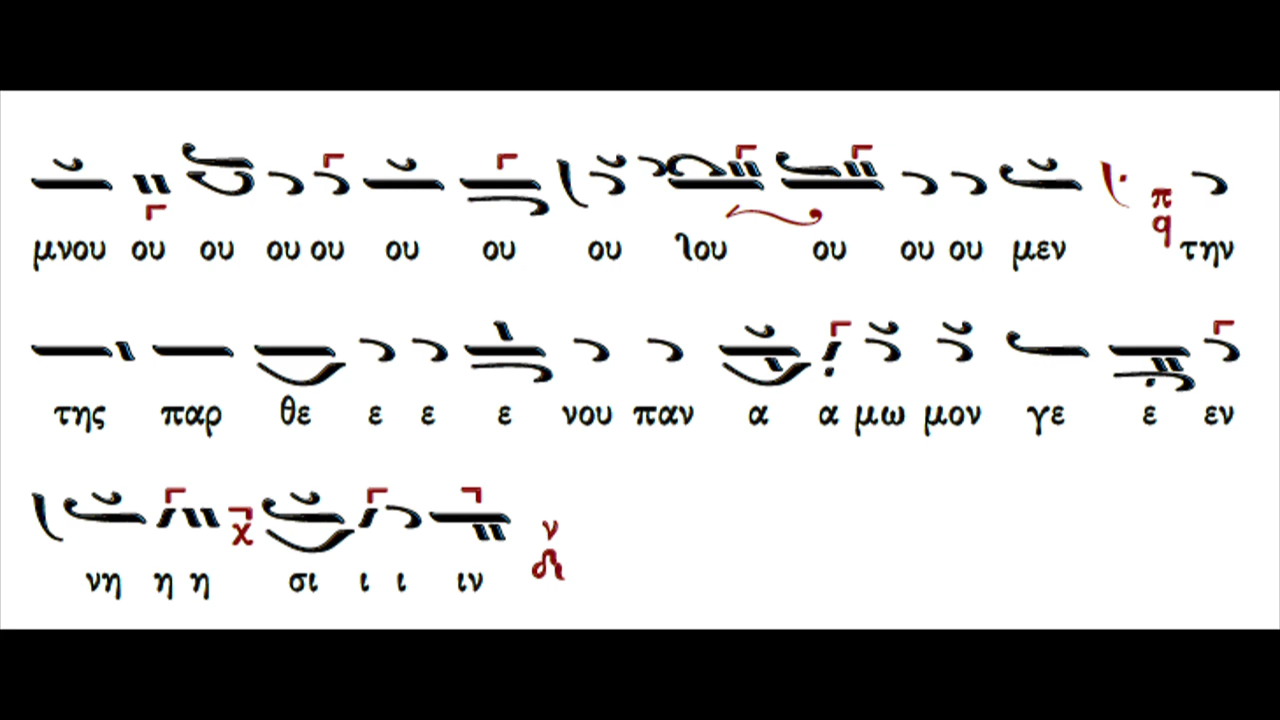 μνου ου ου ου ου ου ου ου ου ου ου ου μεν π q την
της παρ θε ε ε ε νου παν α α μω μον γε ε εν
νη η η χ σι ι ι ιν ν